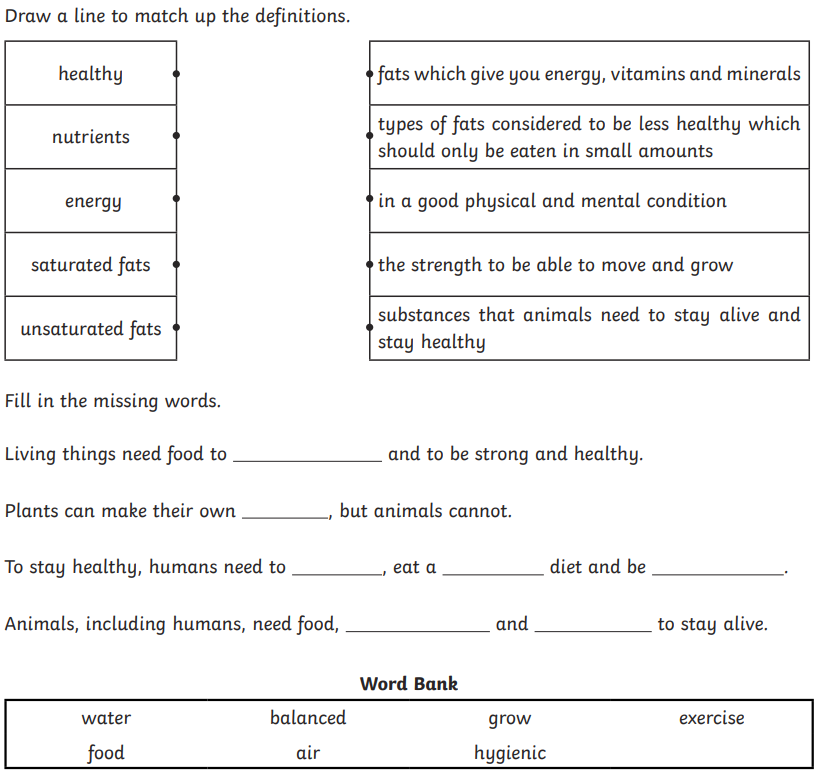 Draw a line to match up the definitions.
healthy
fats which give you energy, vitamins and minerals
nutrients
types of fats considered to be less healthy which
should only be eaten in small amounts
energy
in a good physical and mental condition
saturated fats
the strength to be able to move and grow
unsaturated fats
substances that animals need to stay alive and
stay healthy
Fill in the missing words.
Living things need food to _______________ and to be strong and healthy.
Plants can make their own _________, but animals cannot.
To stay healthy, humans need to _________, eat a __________ diet and be _____________.
Animals, including humans, need food, ______________ and ____________ to stay alive.
Word Bank
water balanced grow exercise
food air hygienic